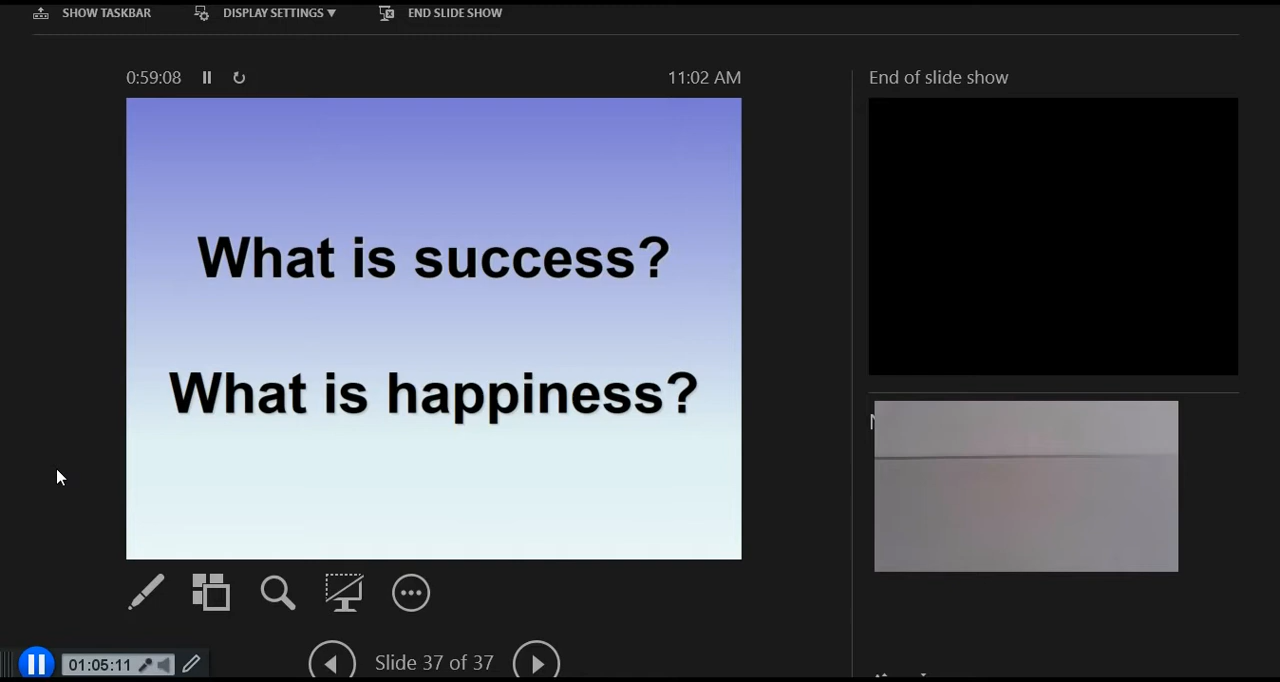 SHOW TASKBAR DISPLAY SETTINGS ▼ END SLIDE SHOW
0:59:08 11:02 AM
End of slide show
What is success?
What is happiness?
Slide 37 of 37
01:05:11